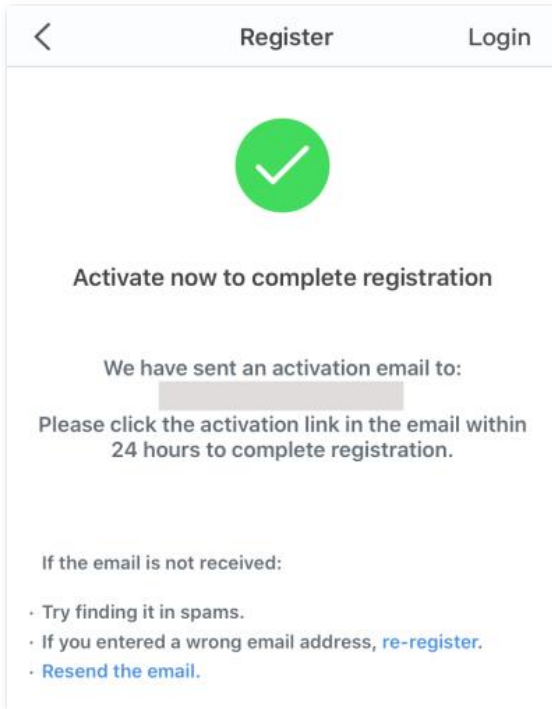 Register Login
Activate now to complete registration
We have sent an activation email to:
Please click the activation link in the email within
24 hours to complete registration.
If the email is not received:
· Try finding it in spams.
· If you entered a wrong email address, re-register.
· Resend the email.